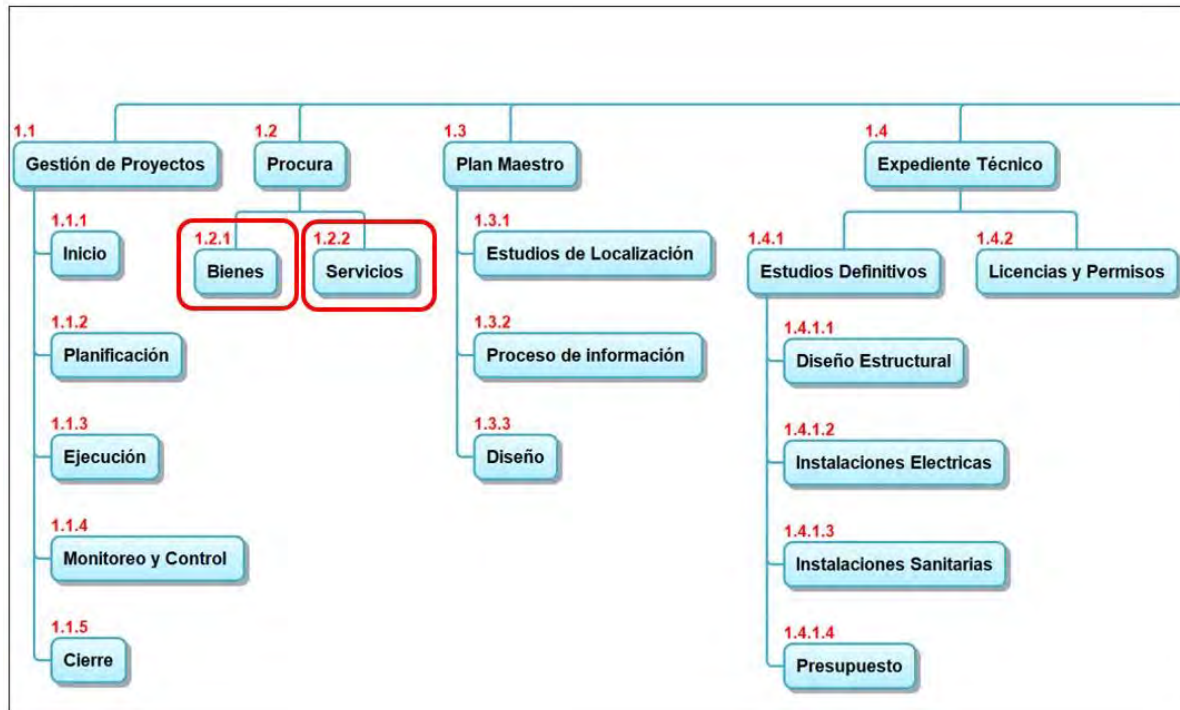 1.1
Gestión de Proyectos
1.1.1
Inicio
1.1.2
Planificación
1.1.3
Ejecución
1.1.4
Monitoreo y Control
1.1.5
Cierre
1.2
Procura
1.2.1
Bienes
1.2.2
Servicios
1.3
Plan Maestro
1.3.1
Estudios de Localización
1.3.2
Proceso de información
1.3.3
Diseño
1.4
Expediente Técnico
1.4.1
Estudios Definitivos
1.4.1.1
Diseño Estructural
1.4.1.2
Instalaciones Electricas
1.4.1.3
Instalaciones Sanitarias
1.4.1.4
Presupuesto
1.4.2
Licencias y Permisos